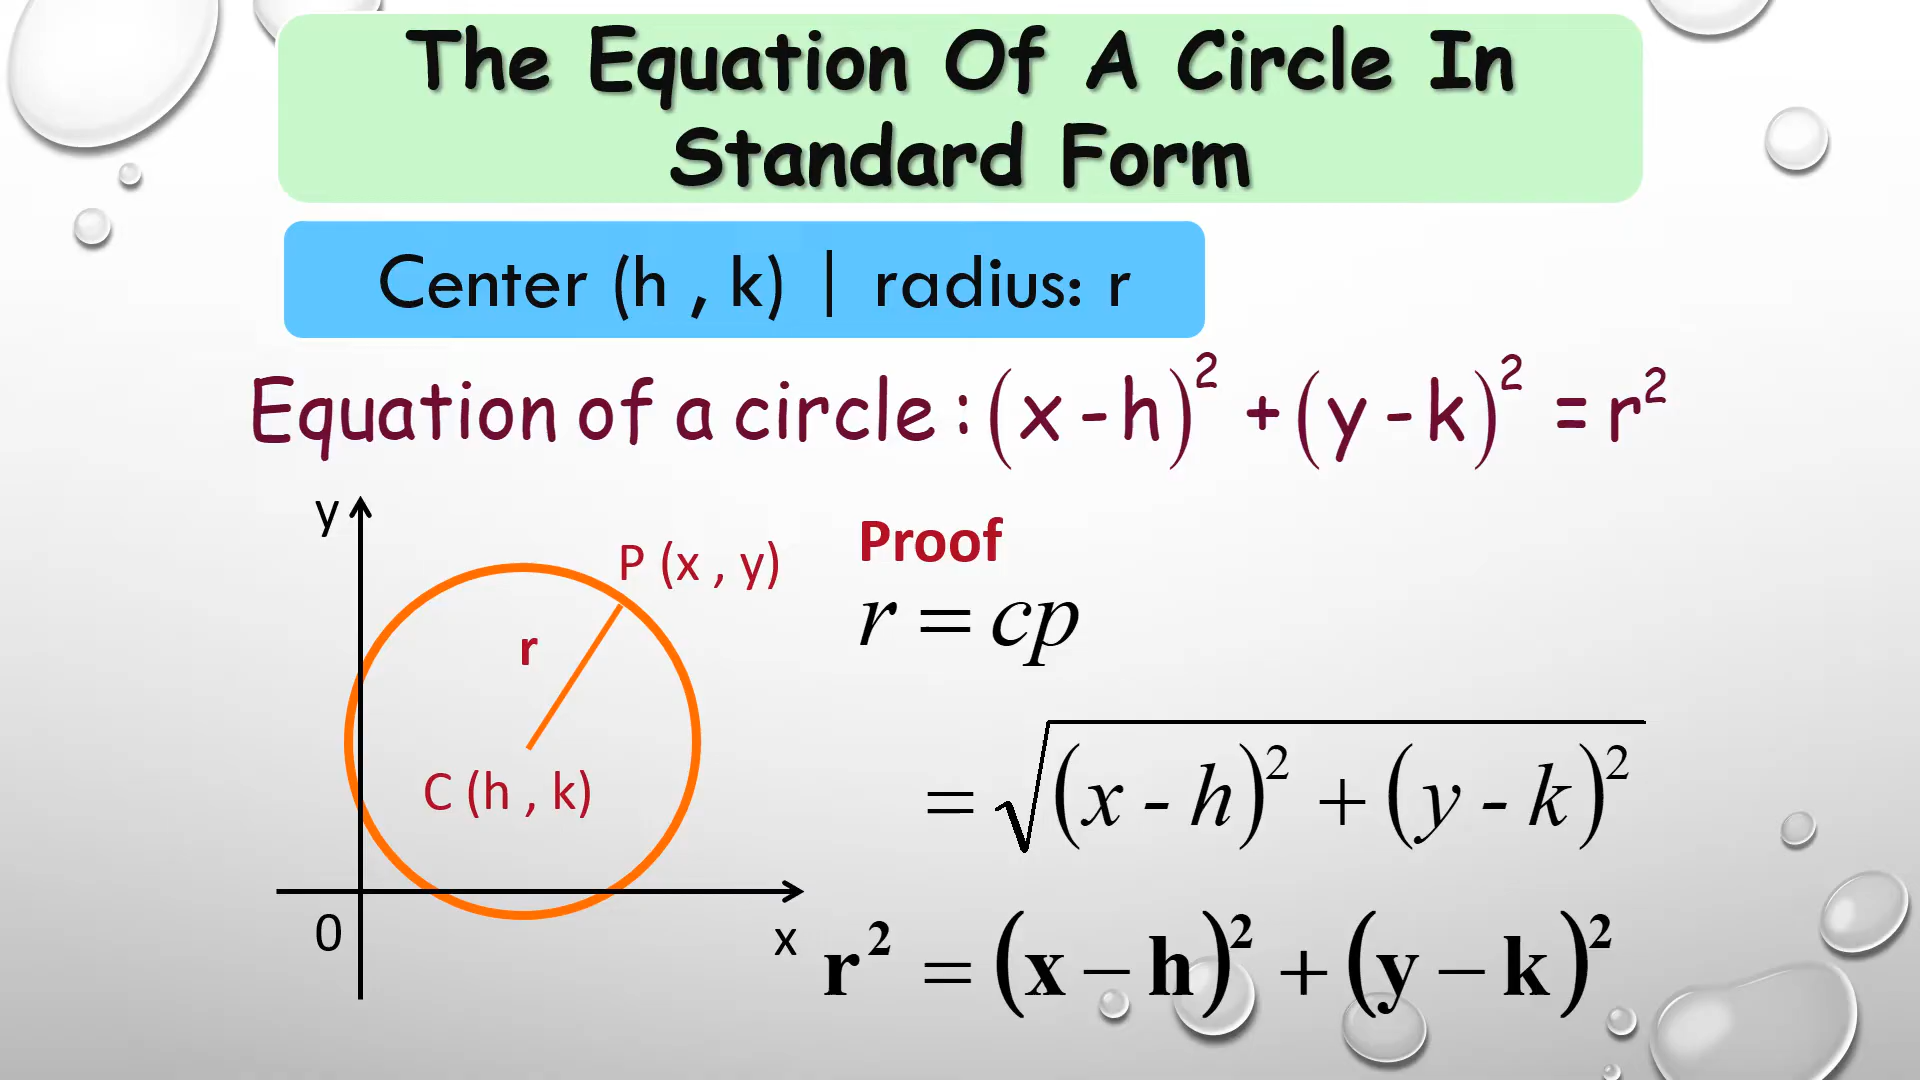 The Equation Of A Circle In
Standard Form
Center (h , k) | radius: r
Equation of a circle : (x - h)² + (y - k)² = r²
y
P (x , y)
r
C (h , k)
0
x
Proof
r = cp
= √(x - h)² + (y - k)²
r² = (x − h)² + (y − k)²